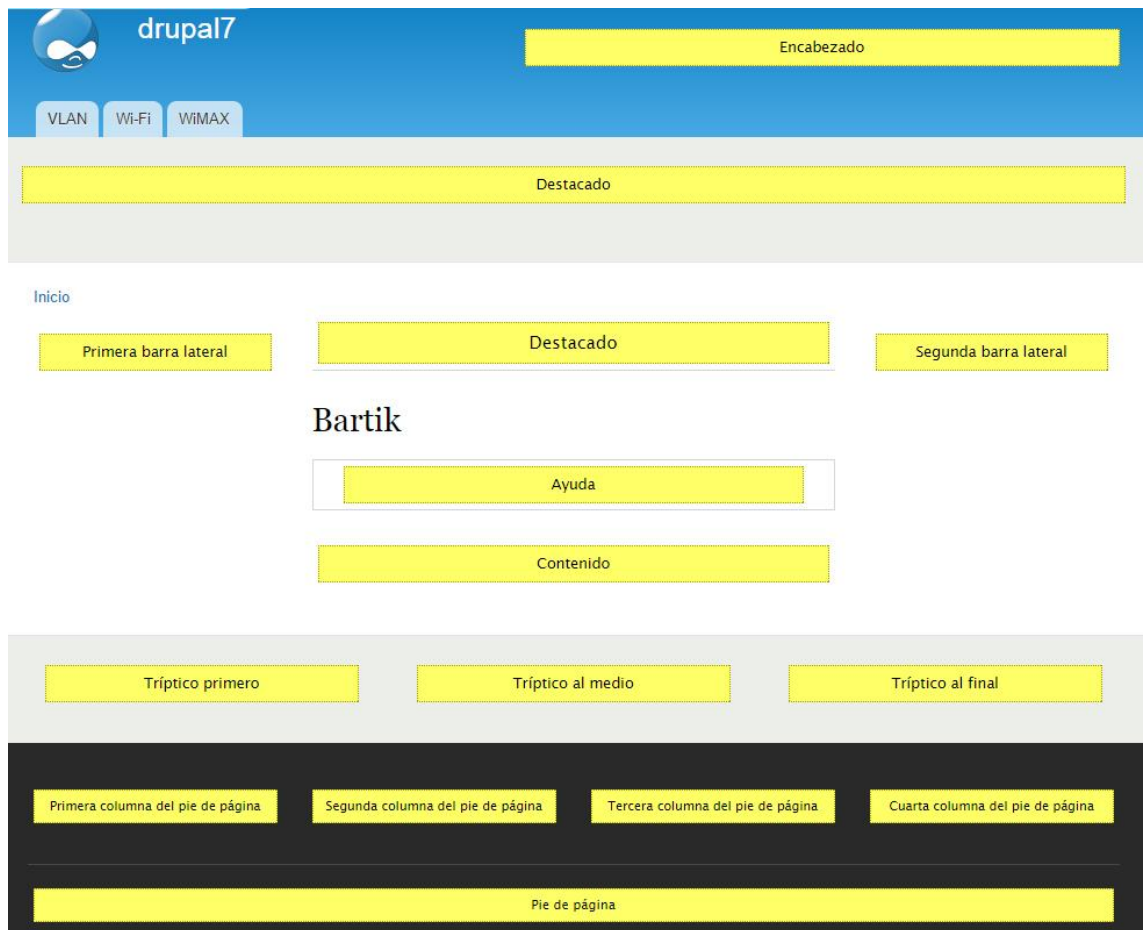 drupal7
Encabezado
VLAN Wi-Fi WiMAX
Destacado
Inicio
Primera barra lateral
Destacado
Segunda barra lateral
Bartik
Ayuda
Contenido
Tríptico primero
Tríptico al medio
Tríptico al final
Primera columna del pie de página
Segunda columna del pie de página
Tercera columna del pie de página
Cuarta columna del pie de página
Pie de página